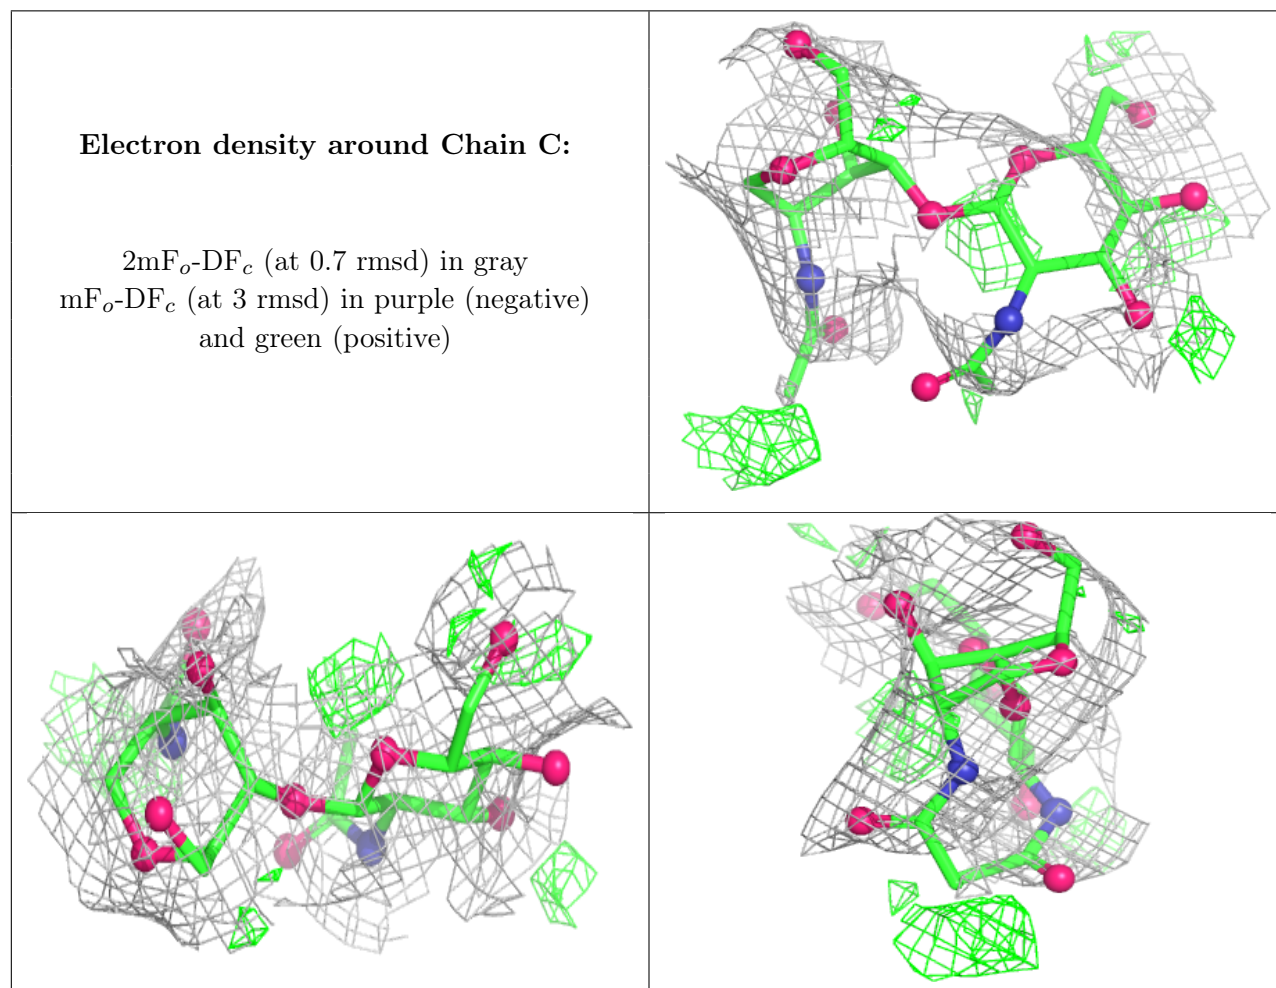 Electron density around Chain C:
2mFₒ-DF𝒸 (at 0.7 rmsd) in gray
mFₒ-DF𝒸 (at 3 rmsd) in purple (negative)
and green (positive)